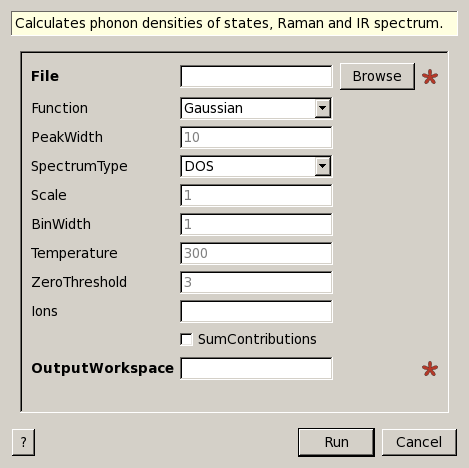 Calculates phonon densities of states, Raman and IR spectrum.
File Browse *
Function Gaussian
PeakWidth 10
SpectrumType DOS
Scale 1
BinWidth 1
Temperature 300
ZeroThreshold 3
Ions
SumContributions
OutputWorkspace *
? Run Cancel